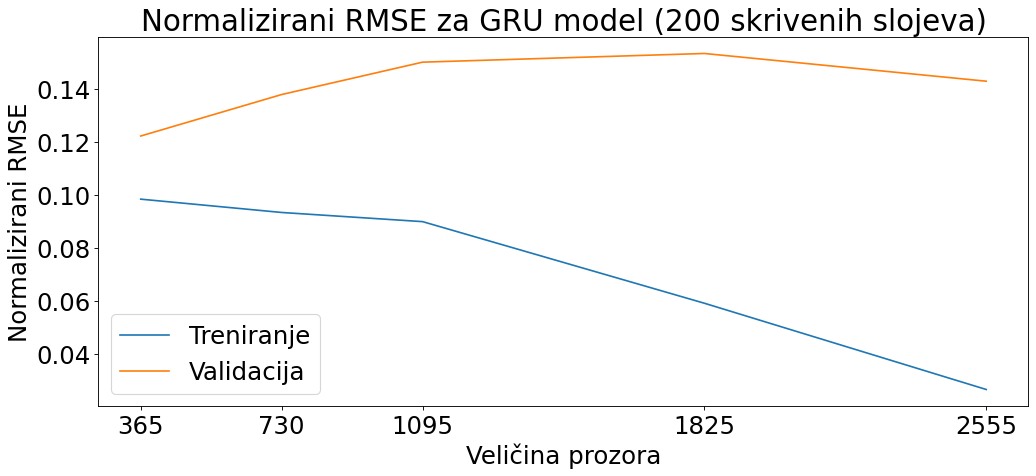 Normalizirani RMSE za GRU model (200 skrivenih slojeva)
Normalizirani RMSE
0.14
0.12
0.10
0.08
0.06
0.04
Treniranje
Validacija
365 730 1095 1825 2555
Veličina prozora